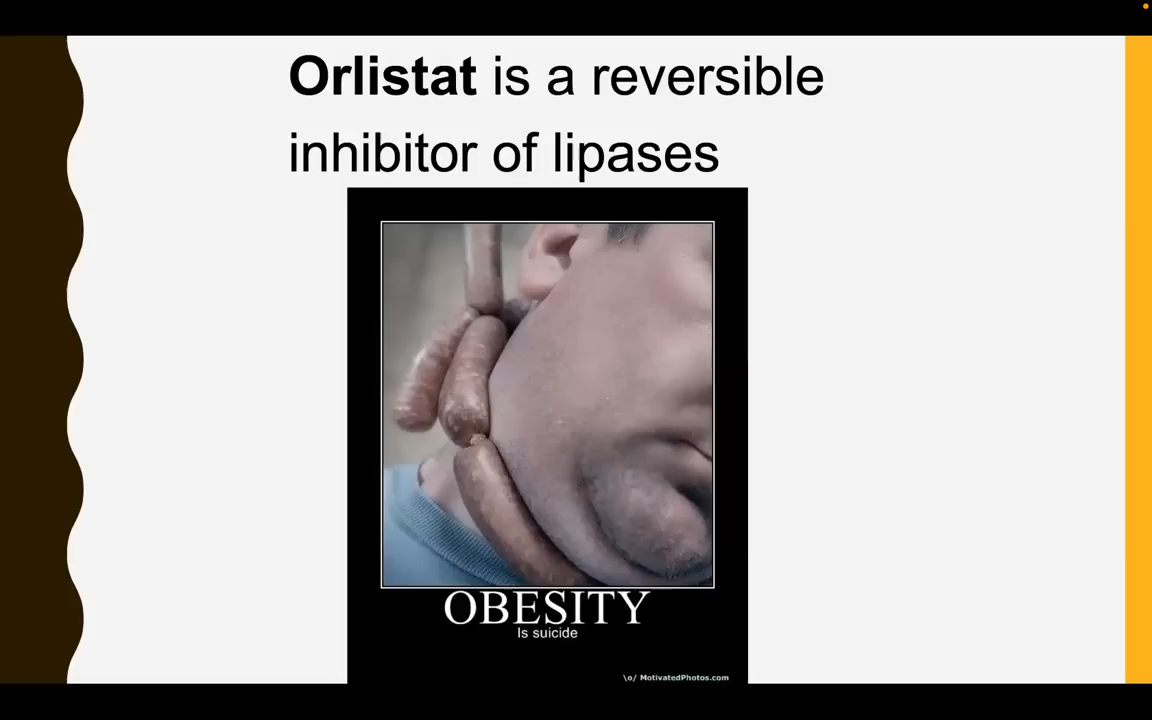 Orlistat is a reversible
inhibitor of lipases
OBESITY
Is suicide
\o/ MotivatedPhotos.com